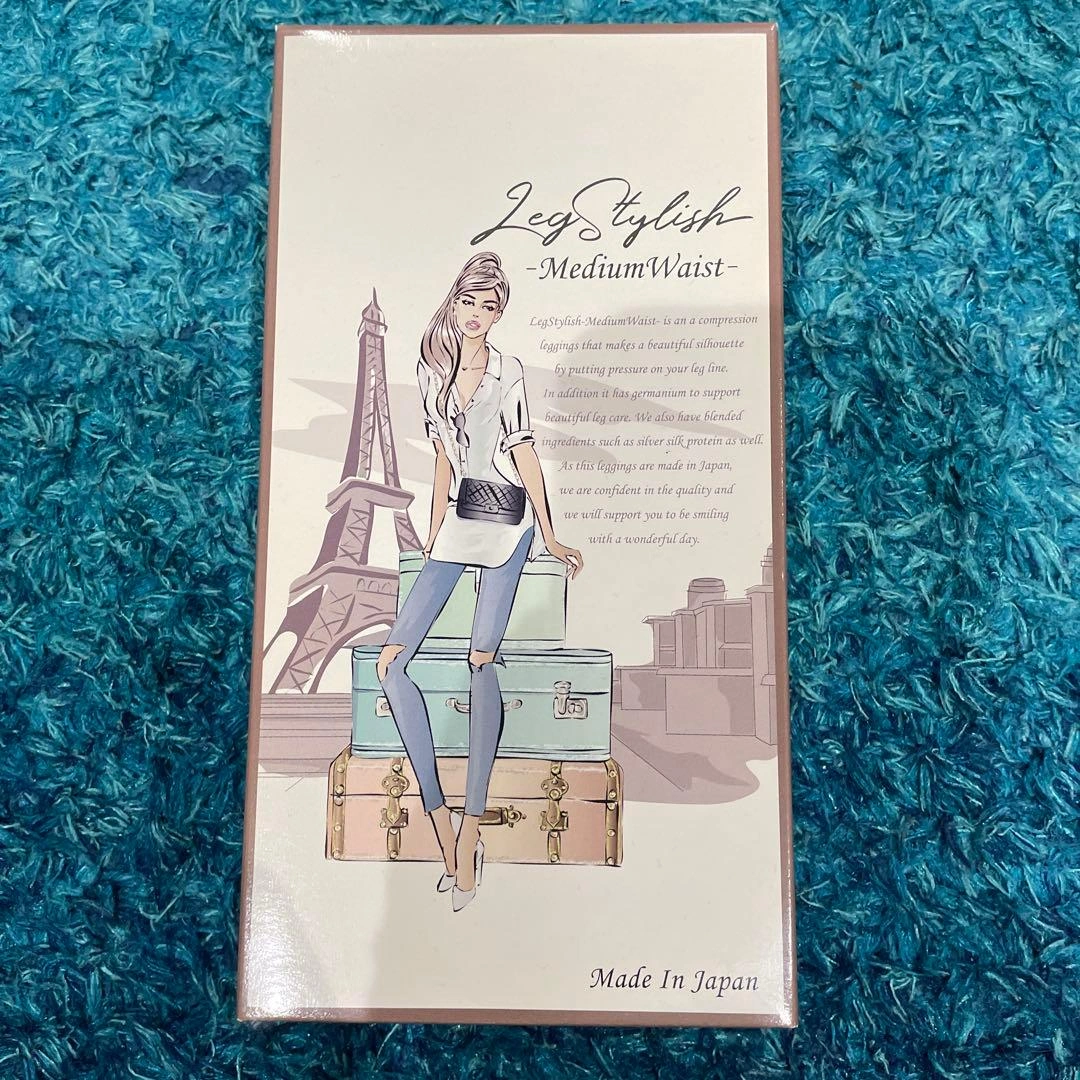 LegStylish
-MediumWaist-
LegStylish-MediumWaist- is an a compression
leggings that makes a beautiful silhouette
by putting pressure on your leg line.
In addition it has germanium to support
beautiful leg care. We also have blended
ingredients such as silver silk protein as well.
As this leggings are made in Japan,
we are confident in the quality and
we will support you to be smiling
with a wonderful day.
Made In Japan